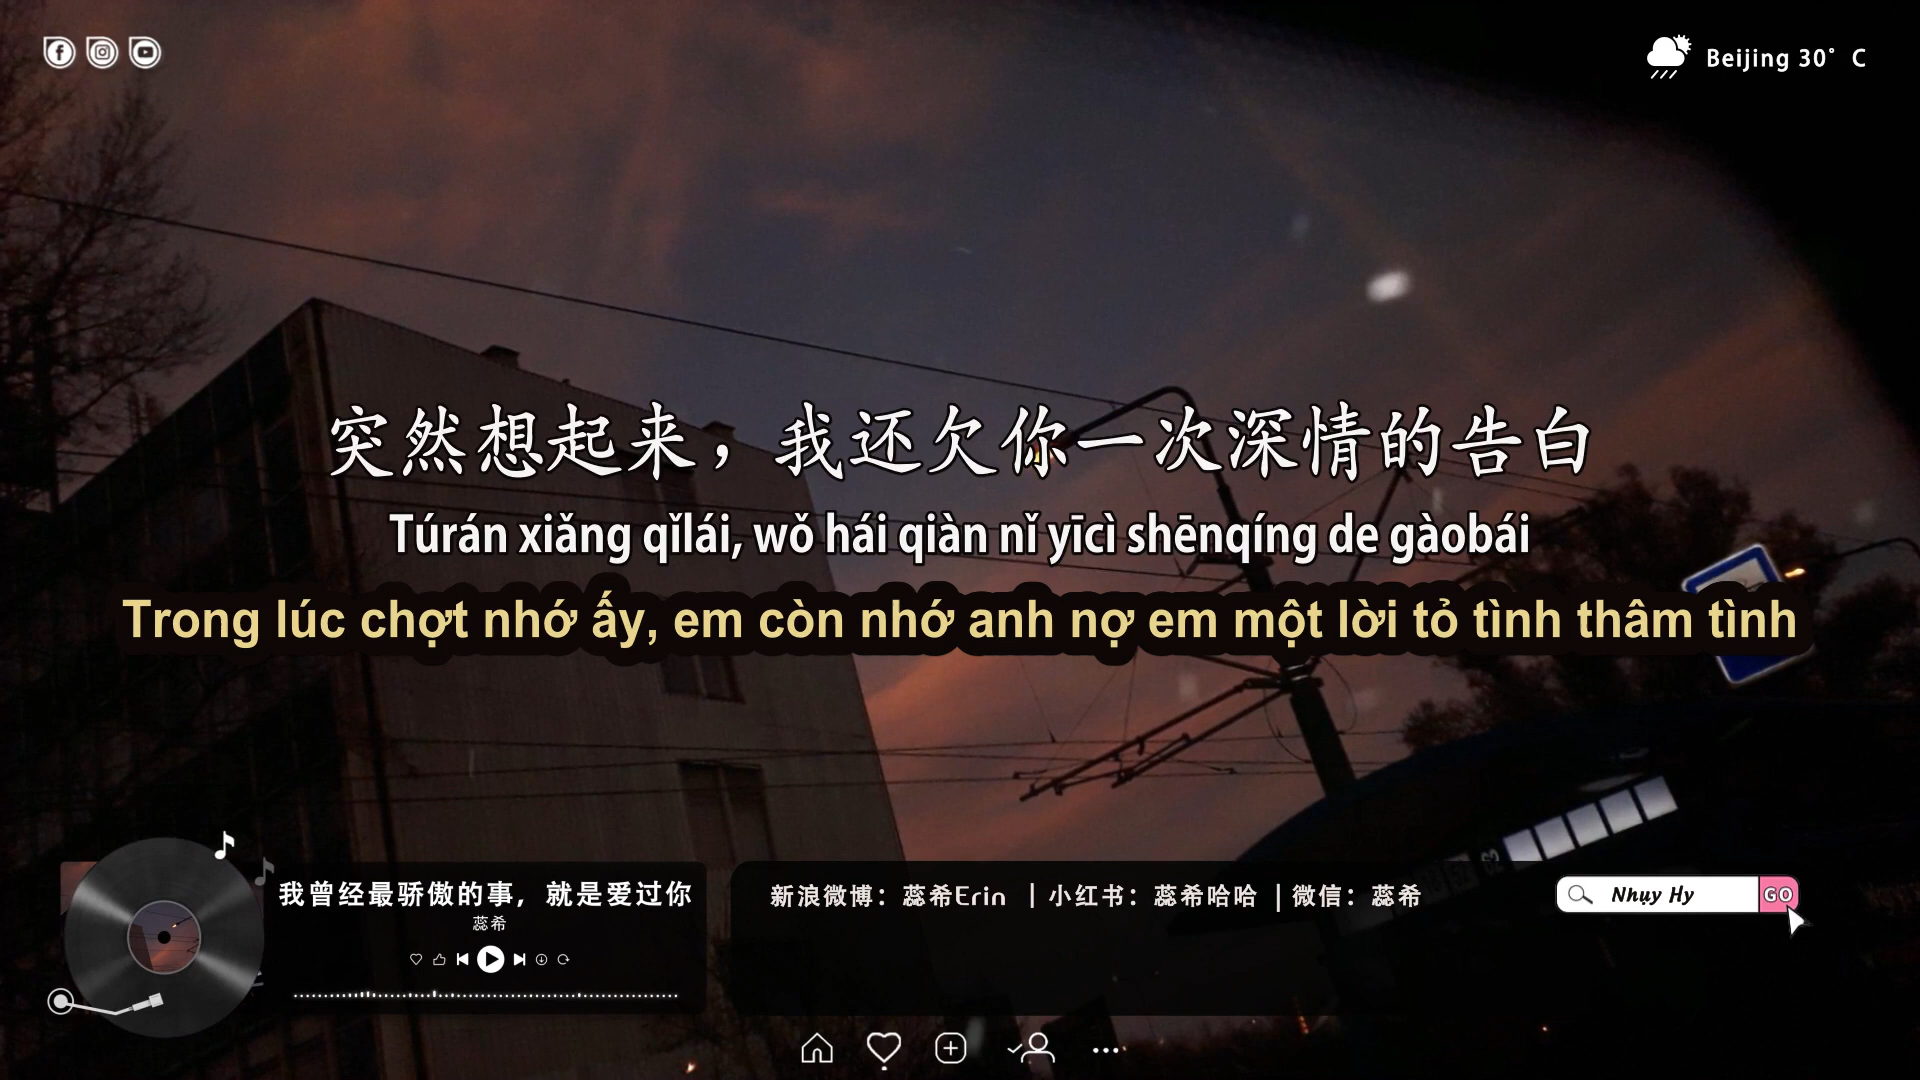 Beijing 30° C
突然想起来，我还欠你一次深情的告白
Túrán xiǎng qǐlái, wǒ hái qiàn nǐ yīcì shēnqíng de gàobái
Trong lúc chợt nhớ ấy, em còn nhớ anh nợ em một lời tỏ tình thâm tình
我曾经最骄傲的事，就是爱过你
蕊希
新浪微博：蕊希Erin ｜小红书：蕊希哈哈 ｜微信：蕊希
Nhụy Hy GO